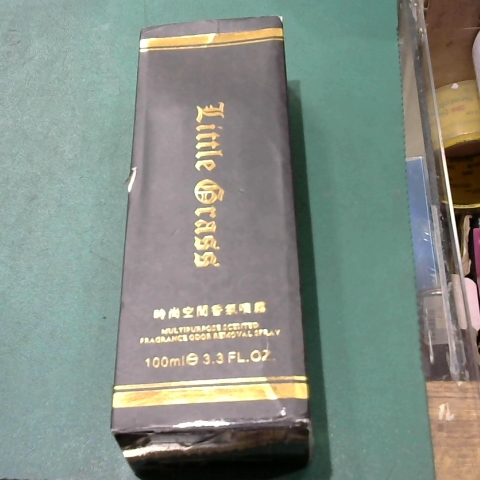 Little Grass
時尚空間香氛噴霧
MULTIPURPOSE SCENTED
FRAGRANCE ODOR REMOVAL SPRAY
100ml℮ 3.3 FL.OZ.